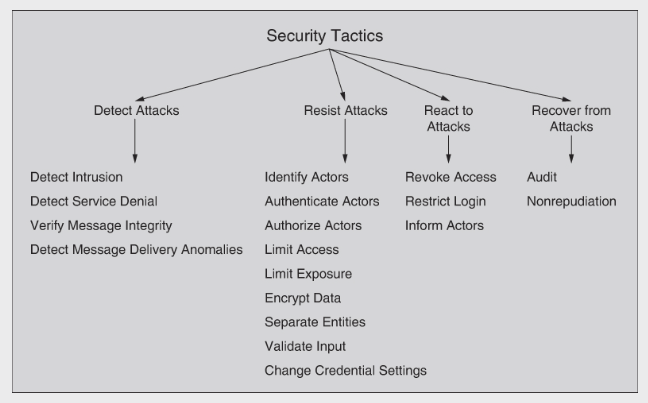 Security Tactics
Detect Attacks
Resist Attacks
React to
Attacks
Recover from
Attacks
Detect Intrusion
Detect Service Denial
Verify Message Integrity
Detect Message Delivery Anomalies
Identify Actors
Authenticate Actors
Authorize Actors
Limit Access
Limit Exposure
Encrypt Data
Separate Entities
Validate Input
Change Credential Settings
Revoke Access
Restrict Login
Inform Actors
Audit
Nonrepudiation